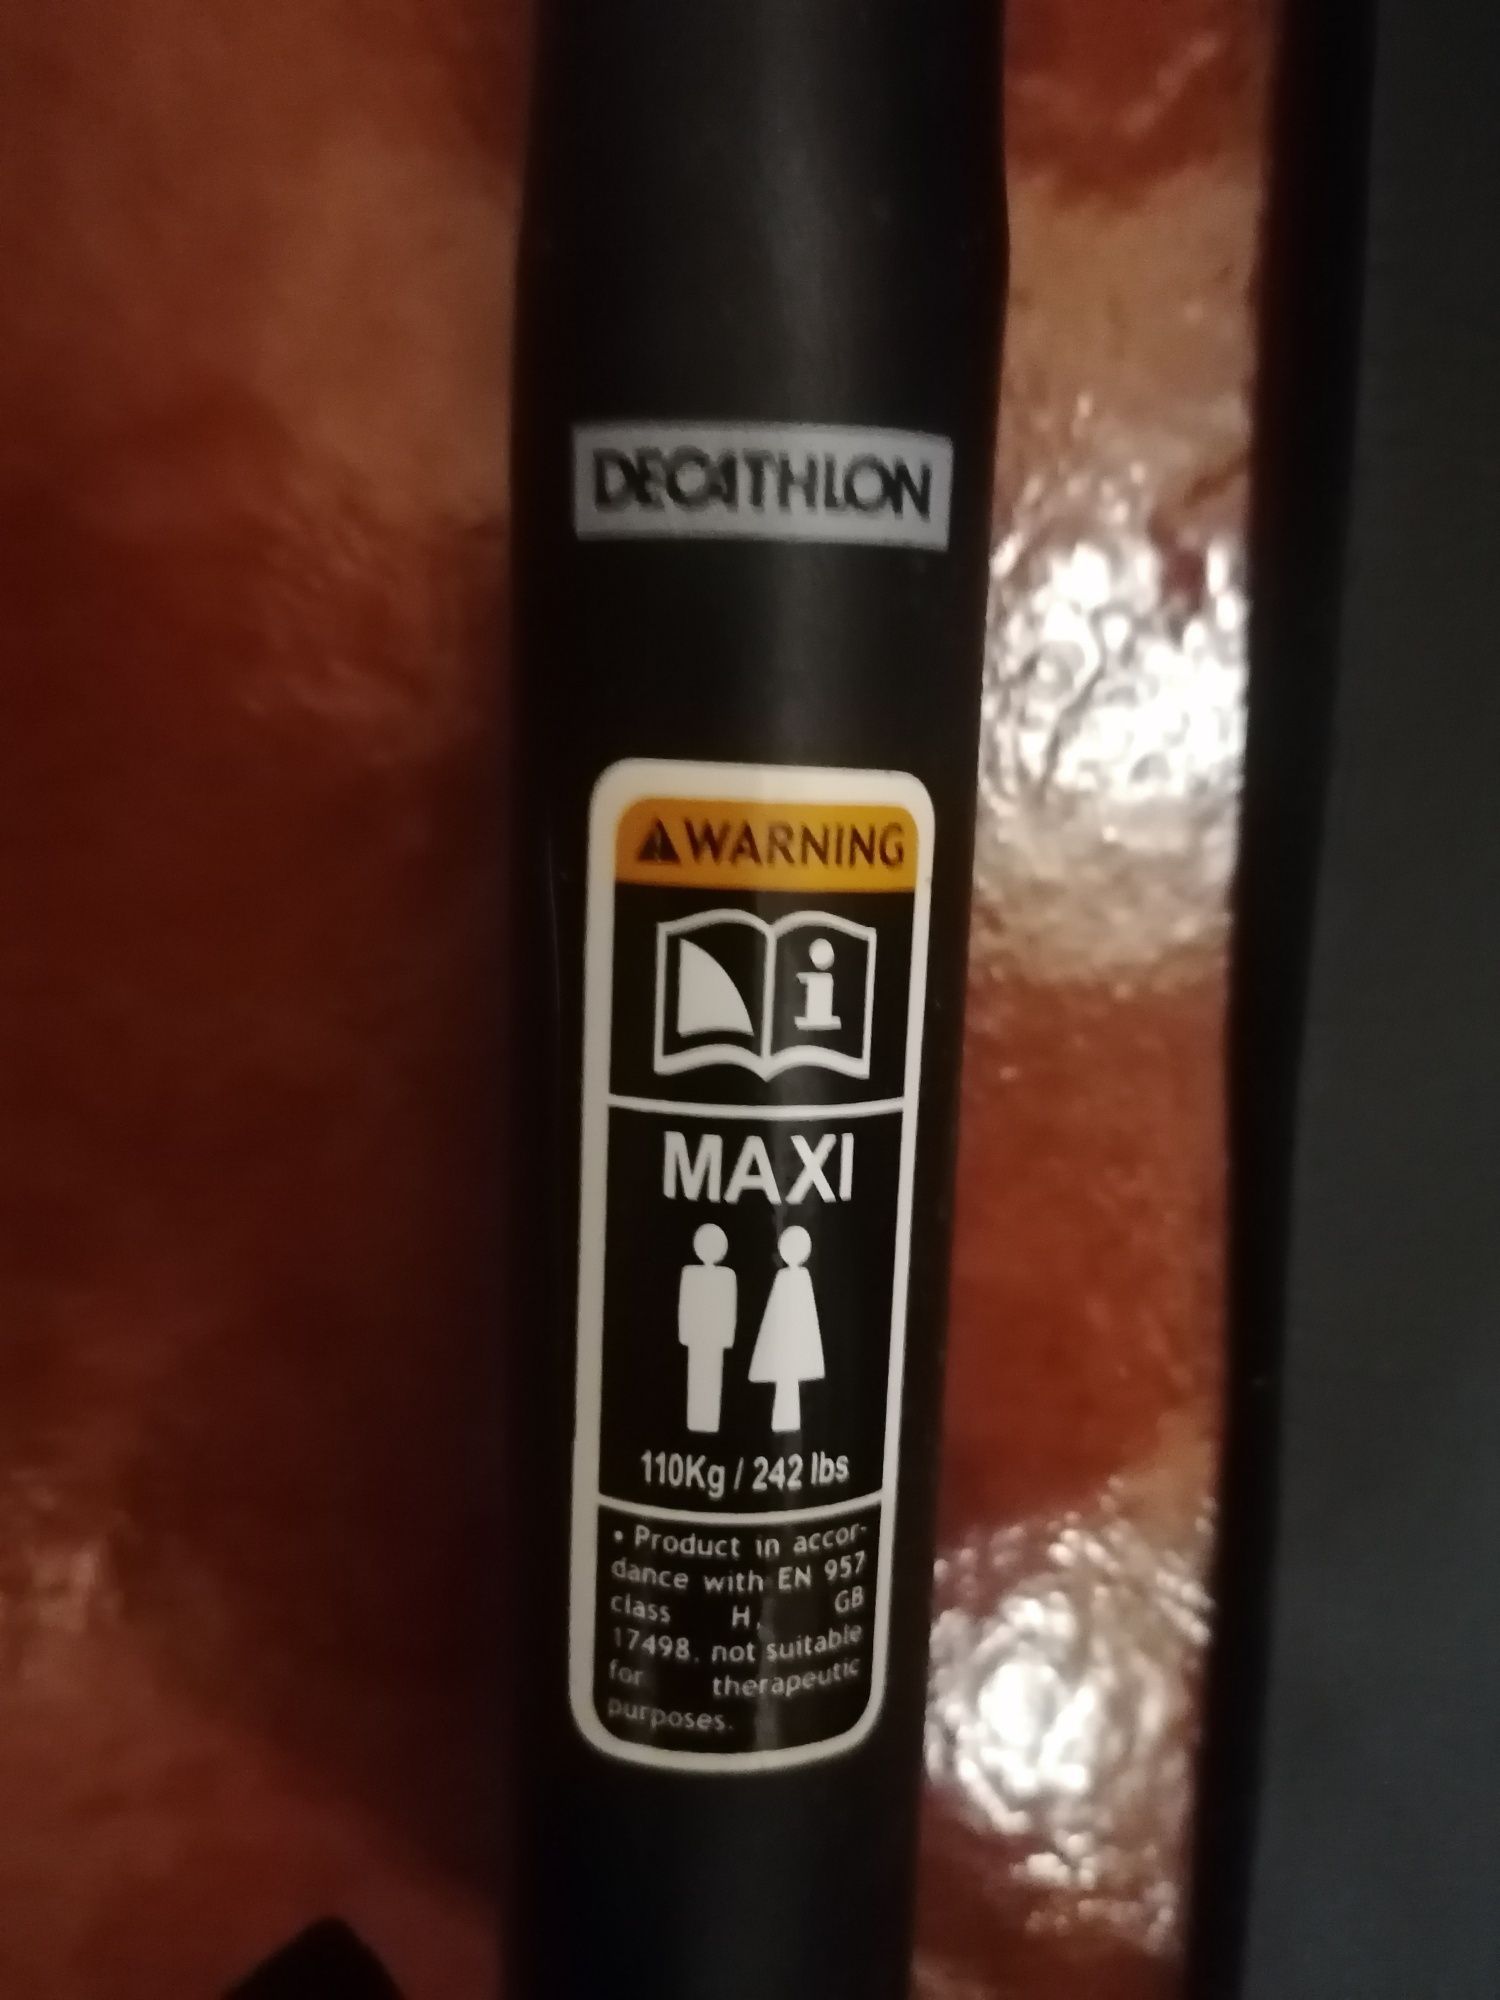 DECATHLON
WARNING
i
MAXI
110Kg / 242 lbs
• Product in accor-
dance with EN 957
class H, GB
17498. not suitable
for therapeutic
purposes.